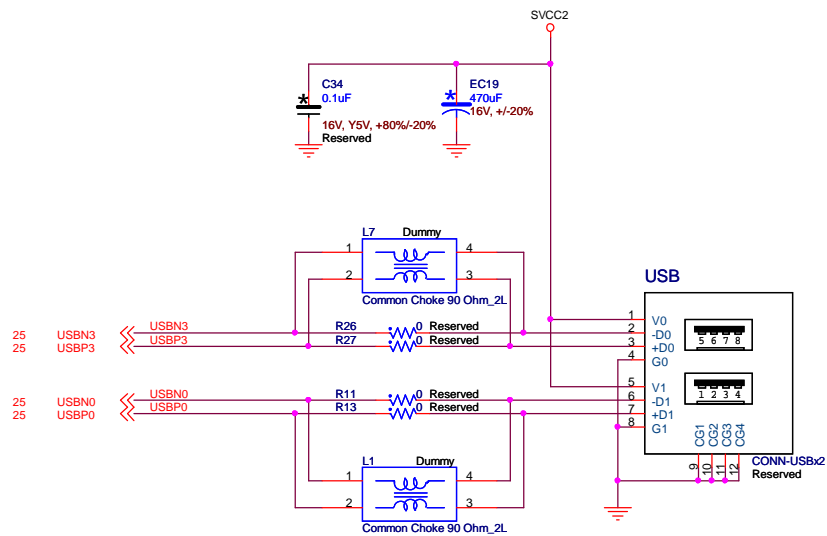 SVCC2
C34
0.1uF
16V, Y5V, +80%/-20%
Reserved
EC19
470uF
16V, +/-20%
L7 Dummy
1 4
2 3
Common Choke 90 Ohm_2L
USB
25 USBN3 USBN3 R26 0 Reserved
25 USBP3 USBP3 R27 0 Reserved
1 V0
2 -D0
3 +D0
4 G0
5 6 7 8
25 USBN0 USBN0 R11 0 Reserved
25 USBP0 USBP0 R13 0 Reserved
5 V1
6 -D1
7 +D1
8 G1
1 2 3 4
CG1 CG2 CG3 CG4
9 10 11 12
CONN-USBx2
Reserved
L1 Dummy
1 4
2 3
Common Choke 90 Ohm_2L